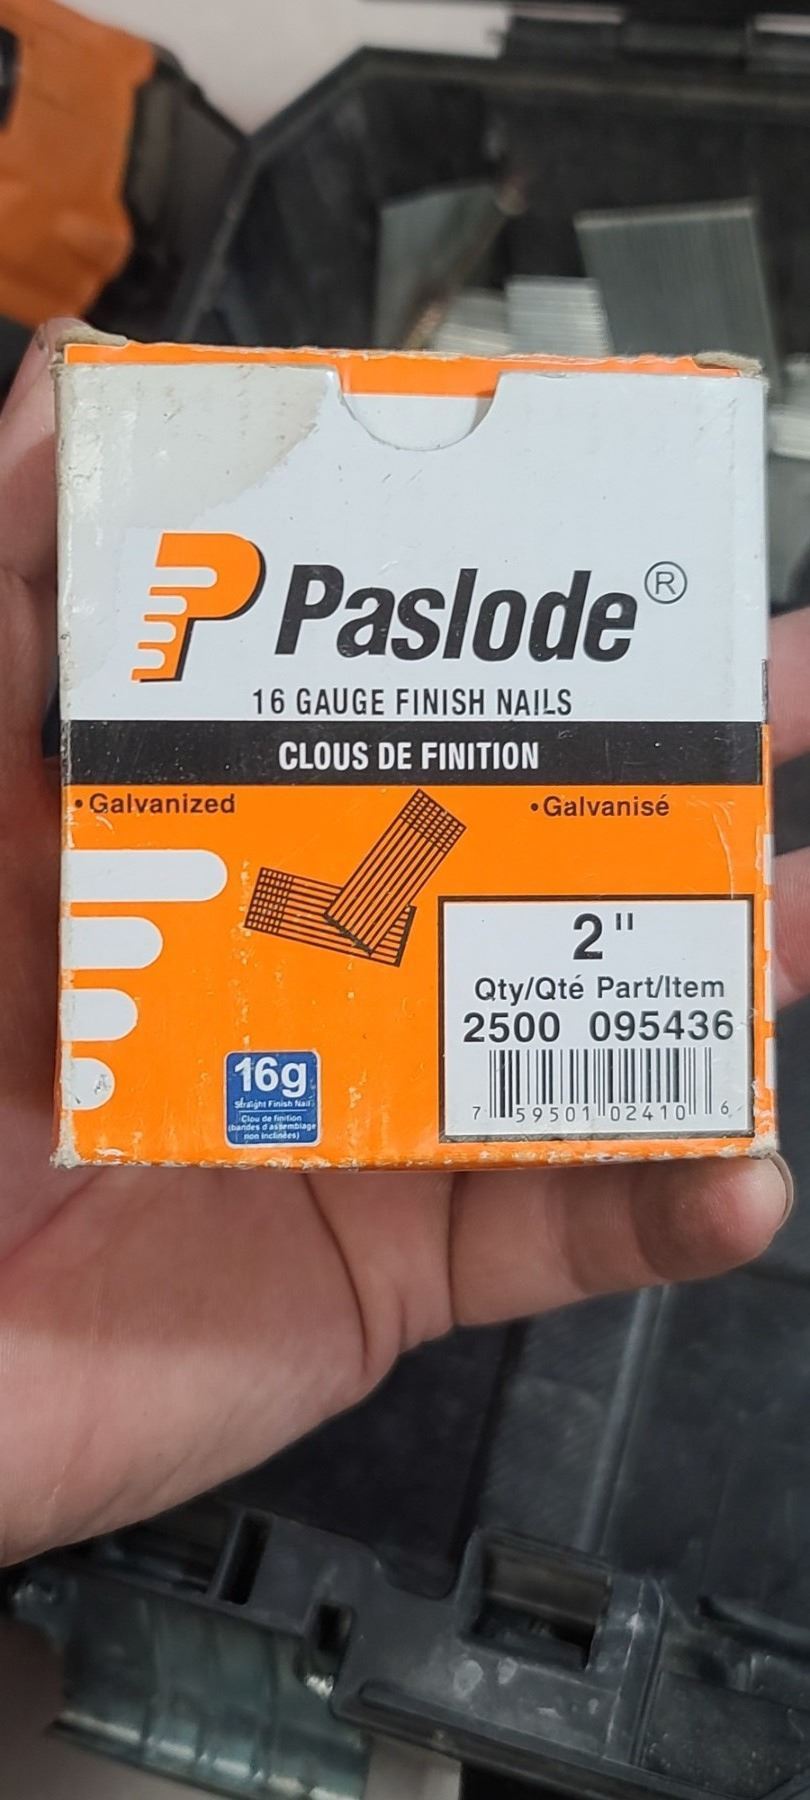 Paslode®
16 GAUGE FINISH NAILS
CLOUS DE FINITION
• Galvanized
• Galvanisé
2"
Qty/Qté Part/Item
2500 095436
7 59501 02410 6
16g
Straight Finish Nail
Clou de finition
(bandes d'assemblage
non inclinées)